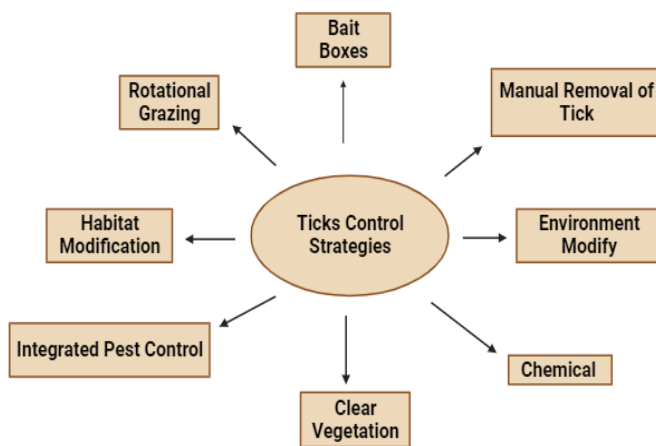 Bait
Boxes
Rotational
Grazing
Manual Removal of
Tick
Ticks Control
Strategies
Habitat
Modification
Environment
Modify
Integrated Pest Control
Chemical
Clear
Vegetation